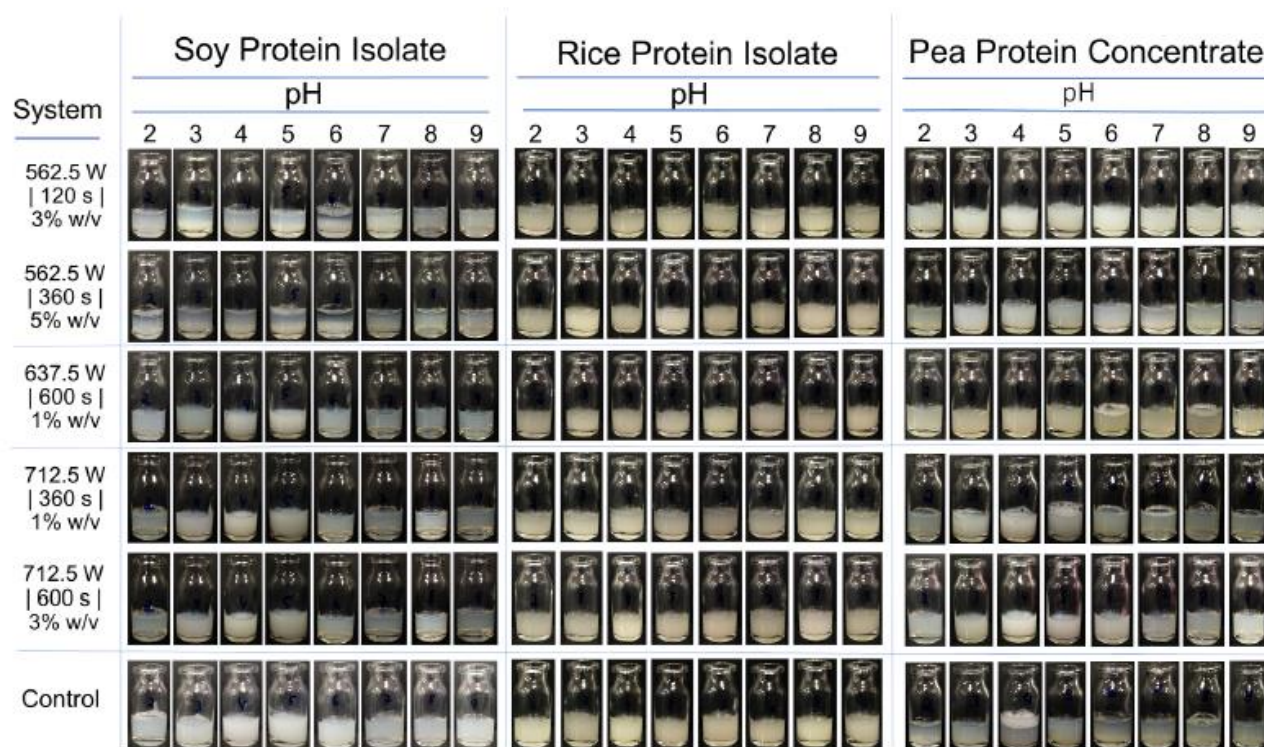 Soy Protein Isolate
Rice Protein Isolate
Pea Protein Concentrate
pH
pH
pH
System
2 3 4 5 6 7 8 9
2 3 4 5 6 7 8 9
2 3 4 5 6 7 8 9
562.5 W
| 120 s |
3% w/v
562.5 W
| 360 s |
5% w/v
637.5 W
| 600 s |
1% w/v
712.5 W
| 360 s |
1% w/v
712.5 W
| 600 s |
3% w/v
Control